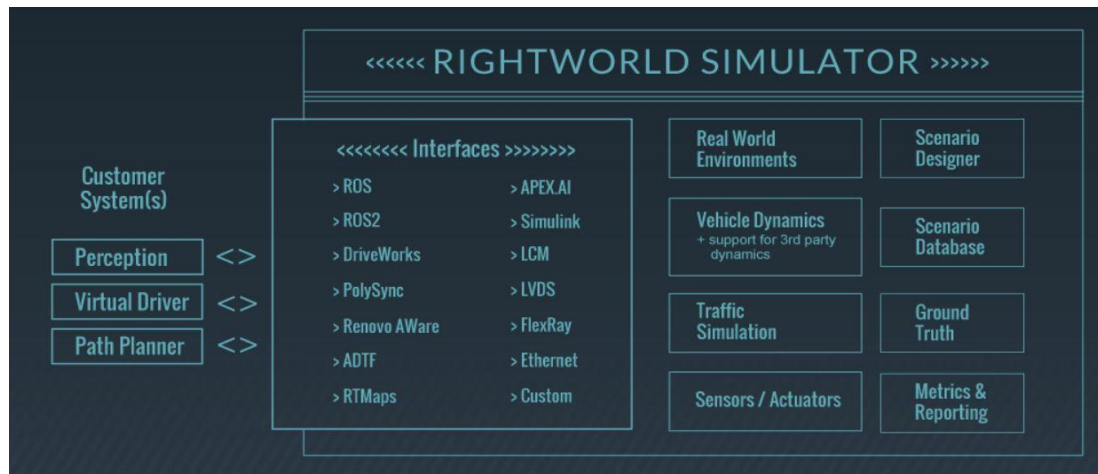 <<<<<< RIGHTWORLD SIMULATOR >>>>>>
Customer
System(s)
Perception <>
Virtual Driver <>
Path Planner <>
<<<<<<<< Interfaces >>>>>>>>
> ROS
> ROS2
> DriveWorks
> PolySync
> Renovo AWare
> ADTF
> RTMaps
> APEX.AI
> Simulink
> LCM
> LVDS
> FlexRay
> Ethernet
> Custom
Real World
Environments
Vehicle Dynamics
+ support for 3rd party
dynamics
Traffic
Simulation
Sensors / Actuators
Scenario
Designer
Scenario
Database
Ground
Truth
Metrics &
Reporting